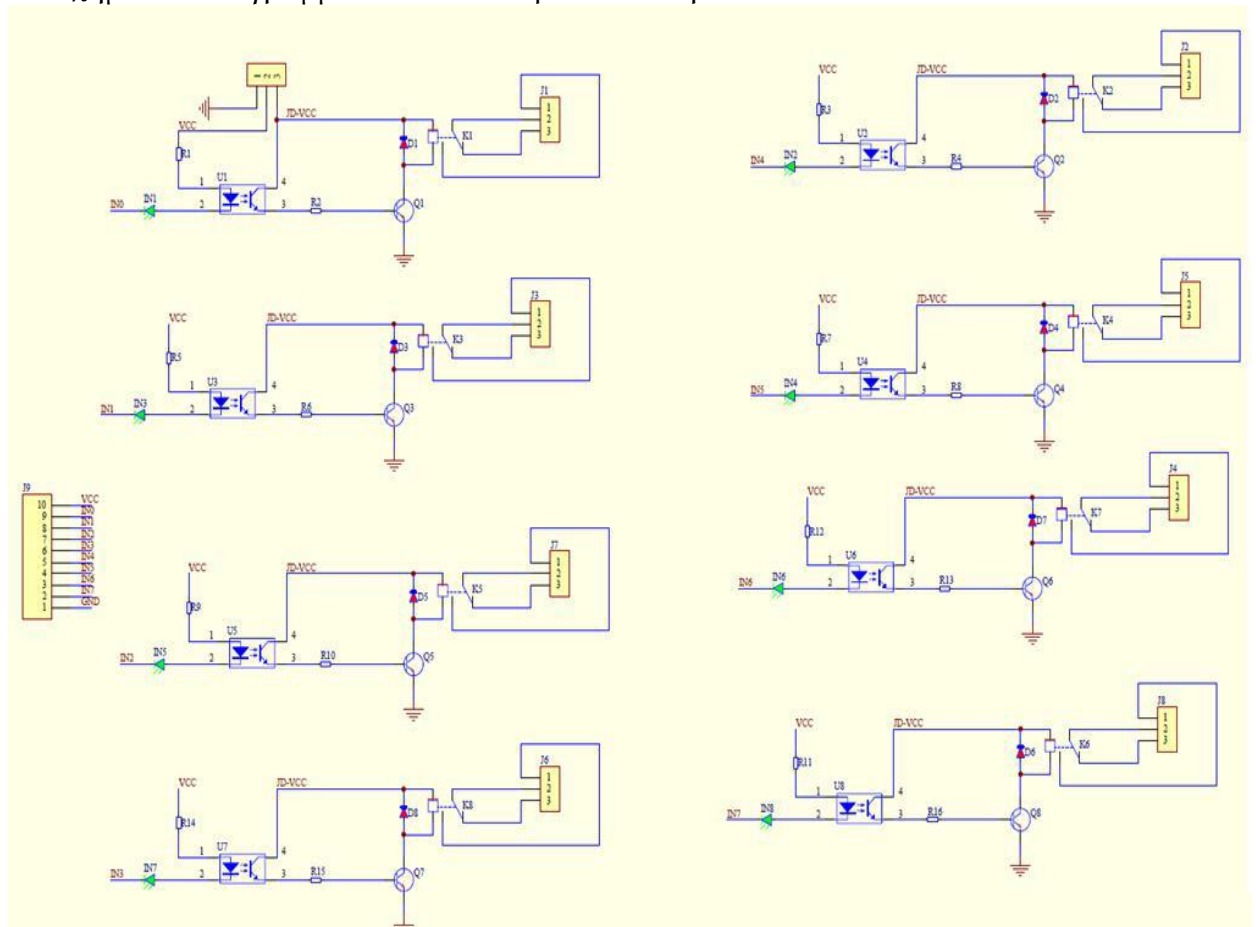 J1
1
2
3
VCC
JD-VCC
R1
D1
K1
U1
1
4
2
3
IN0
IN1
R2
Q1
J2
1
2
3
VCC
JD-VCC
R3
D2
K2
U2
1
4
2
3
IN4
IN2
R4
Q2
J3
1
2
3
VCC
JD-VCC
R5
D3
K3
U3
1
4
2
3
IN1
IN3
R6
Q3
J5
1
2
3
VCC
JD-VCC
R7
D4
K4
U4
1
4
2
3
IN5
IN4
R8
Q4
J9
10 VCC
9 IN0
8 IN1
7 IN2
6 IN3
5 IN4
4 IN5
3 IN6
2 IN7
1 GND
J4
1
2
3
VCC
JD-VCC
R12
D7
K7
U6
1
4
2
3
IN6
IN6
R13
Q6
J7
1
2
3
VCC
JD-VCC
R9
D5
K5
U5
1
4
2
3
IN2
IN5
R10
Q5
J8
1
2
3
VCC
JD-VCC
R11
D6
K6
U8
1
4
2
3
IN7
IN8
R16
Q8
J6
1
2
3
VCC
JD-VCC
R14
D8
K8
U7
1
4
2
3
IN3
IN7
R15
Q7